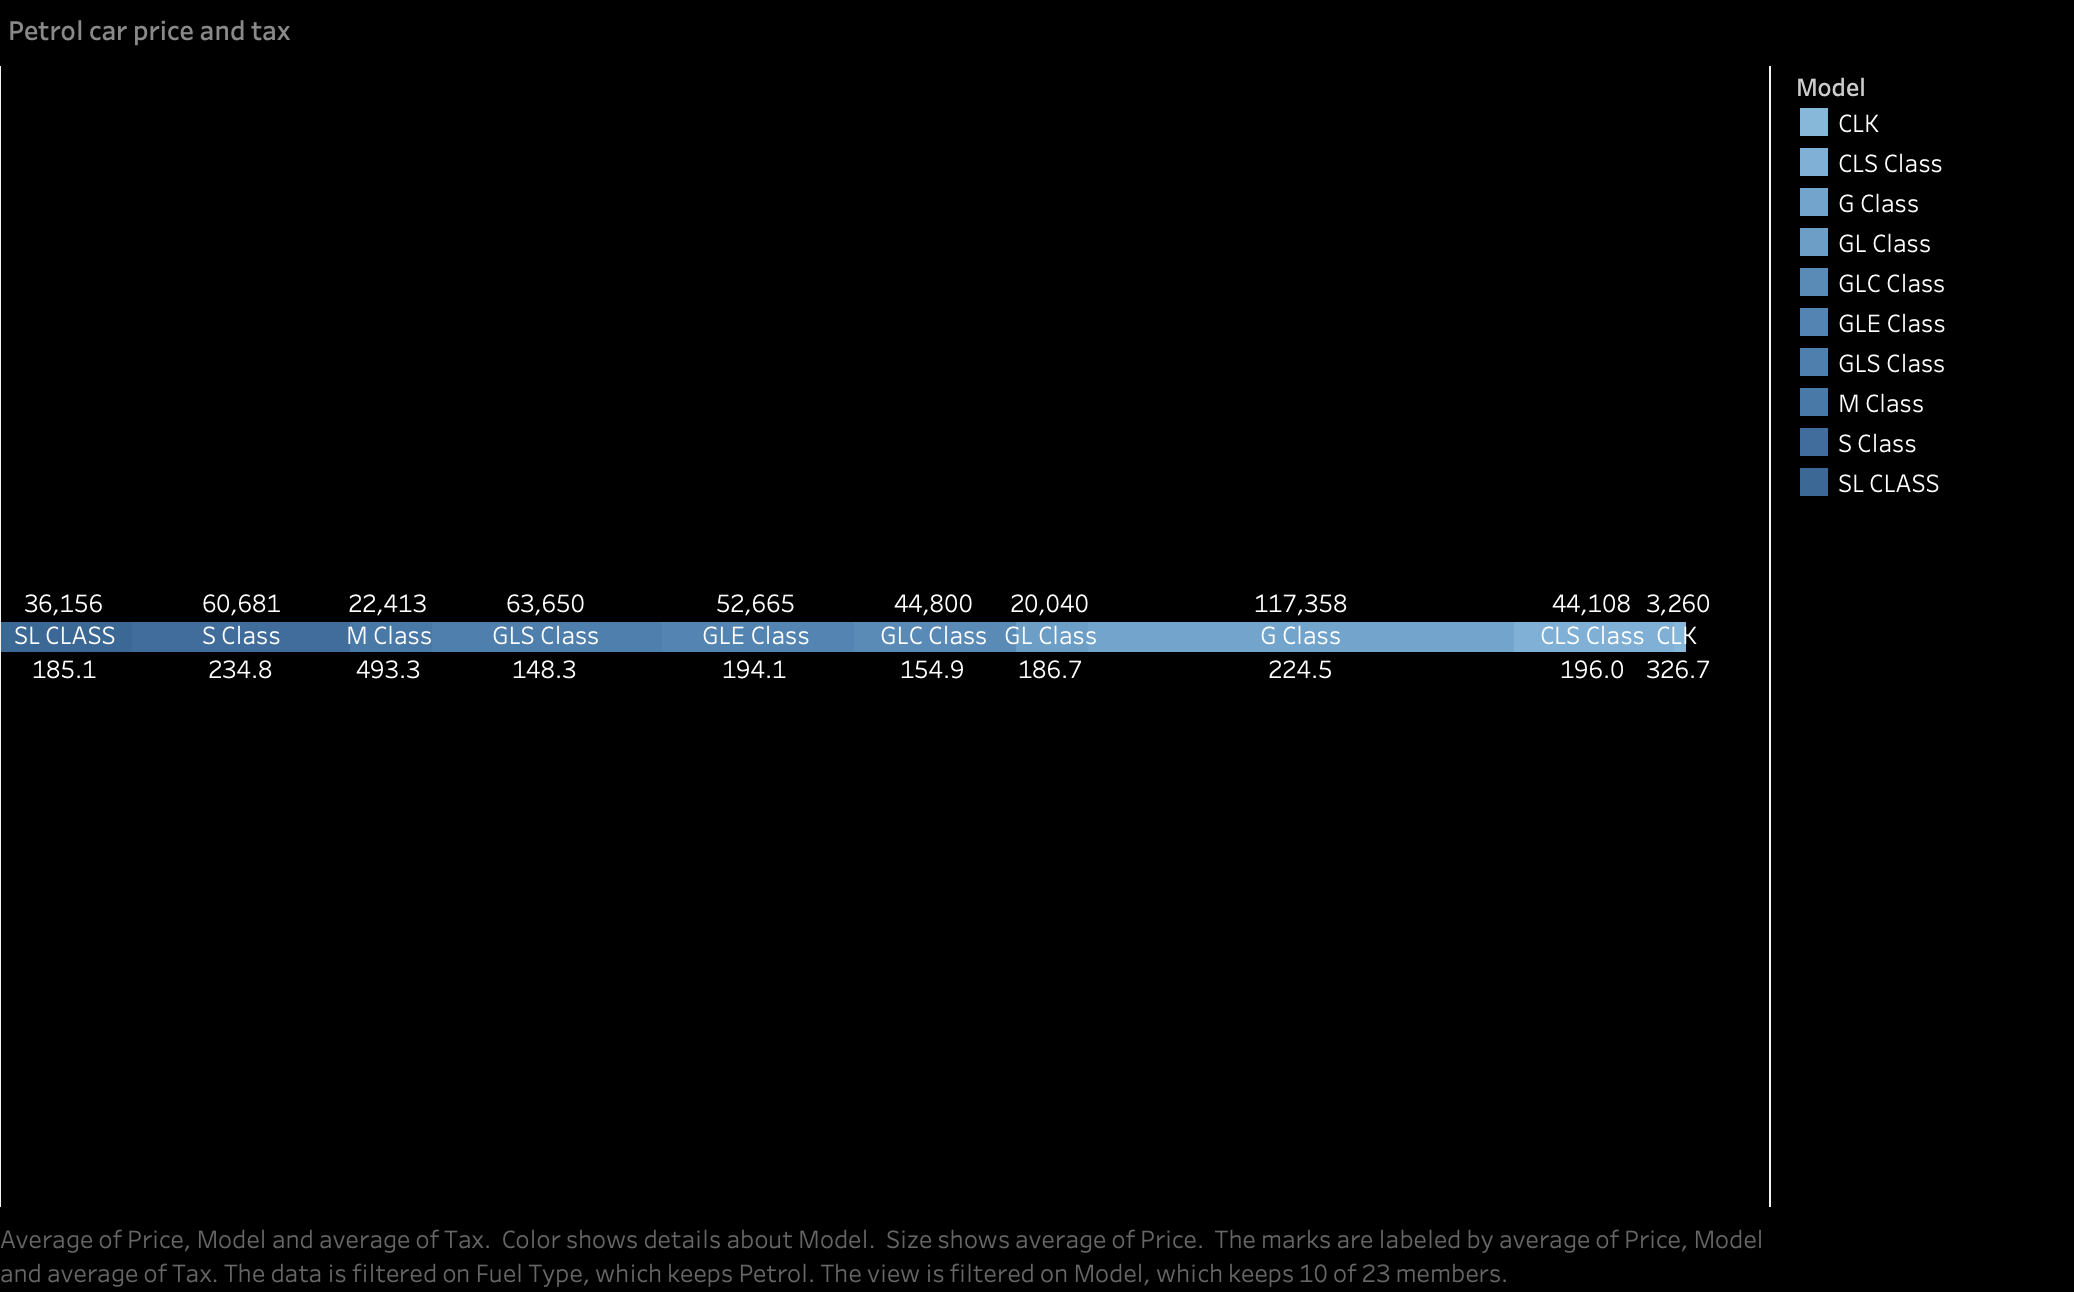 Petrol car price and tax
Model
CLK
CLS Class
G Class
GL Class
GLC Class
GLE Class
GLS Class
M Class
S Class
SL CLASS
36,156 60,681 22,413 63,650 52,665 44,800 20,040 117,358 44,108 3,260
SL CLASS S Class M Class GLS Class GLE Class GLC Class GL Class G Class CLS Class CLK
185.1 234.8 493.3 148.3 194.1 154.9 186.7 224.5 196.0 326.7
Average of Price, Model and average of Tax. Color shows details about Model. Size shows average of Price. The marks are labeled by average of Price, Model
and average of Tax. The data is filtered on Fuel Type, which keeps Petrol. The view is filtered on Model, which keeps 10 of 23 members.